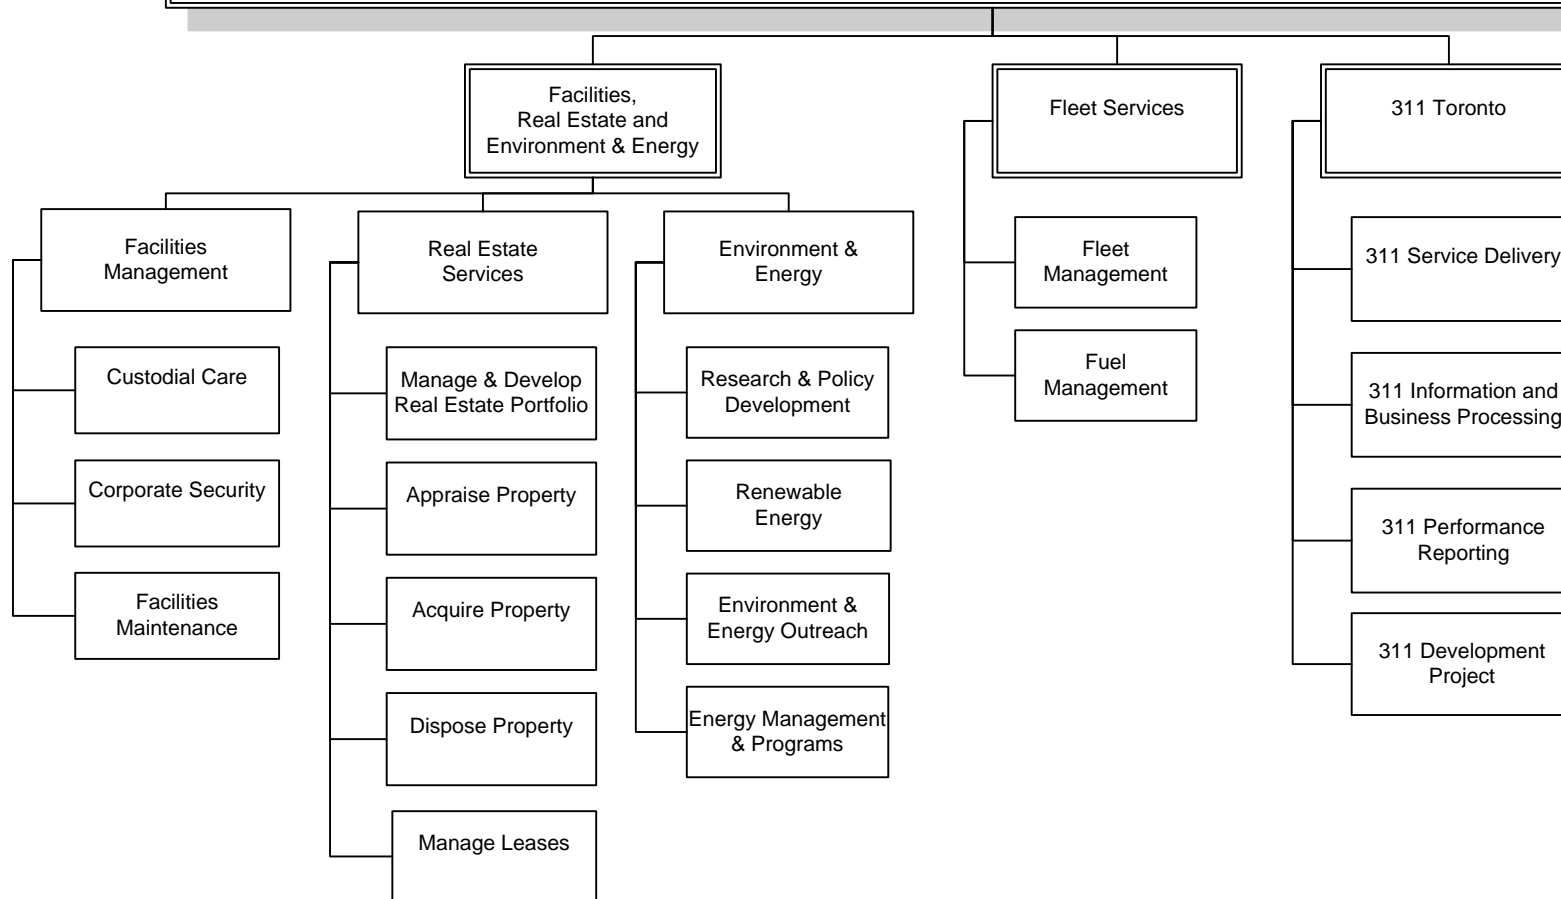 Facilities,
Real Estate and
Environment & Energy
Fleet Services
311 Toronto
Facilities
Management
Custodial Care
Corporate Security
Facilities
Maintenance
Real Estate
Services
Manage & Develop
Real Estate Portfolio
Appraise Property
Acquire Property
Dispose Property
Manage Leases
Environment &
Energy
Research & Policy
Development
Renewable
Energy
Environment &
Energy Outreach
Energy Management
& Programs
Fleet
Management
Fuel
Management
311 Service Delivery
311 Information and
Business Processing
311 Performance
Reporting
311 Development
Project